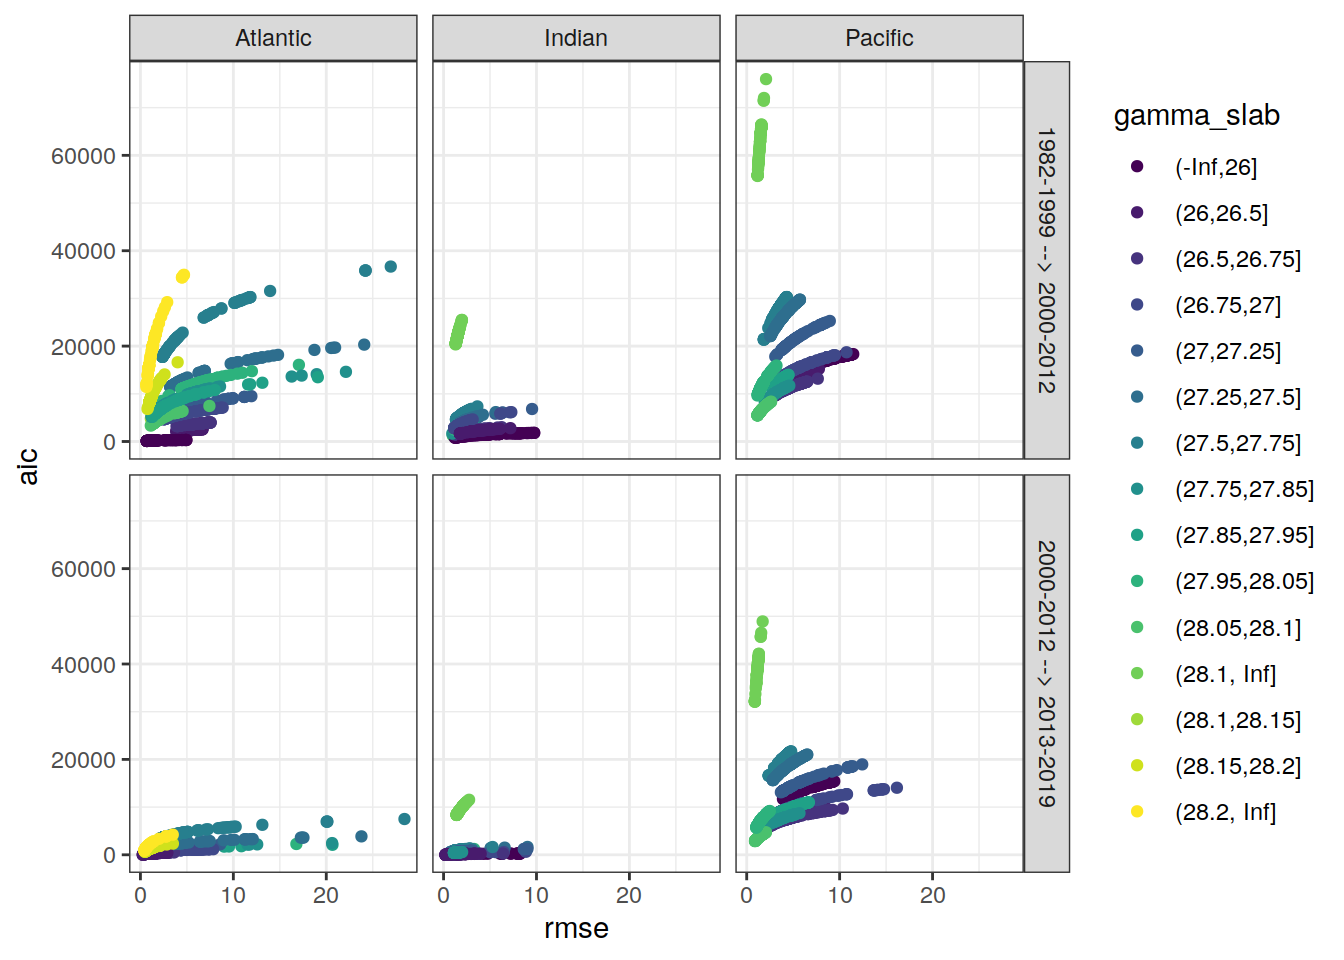 Atlantic Indian Pacific
1982-1999 --> 2000-2012
2000-2012 --> 2013-2019
60000
40000
20000
0
60000
40000
20000
0
aic
0 10 20 0 10 20 0 10 20
rmse
gamma_slab
(-Inf,26]
(26,26.5]
(26.5,26.75]
(26.75,27]
(27,27.25]
(27.25,27.5]
(27.5,27.75]
(27.75,27.85]
(27.85,27.95]
(27.95,28.05]
(28.05,28.1]
(28.1, Inf]
(28.1,28.15]
(28.15,28.2]
(28.2, Inf]